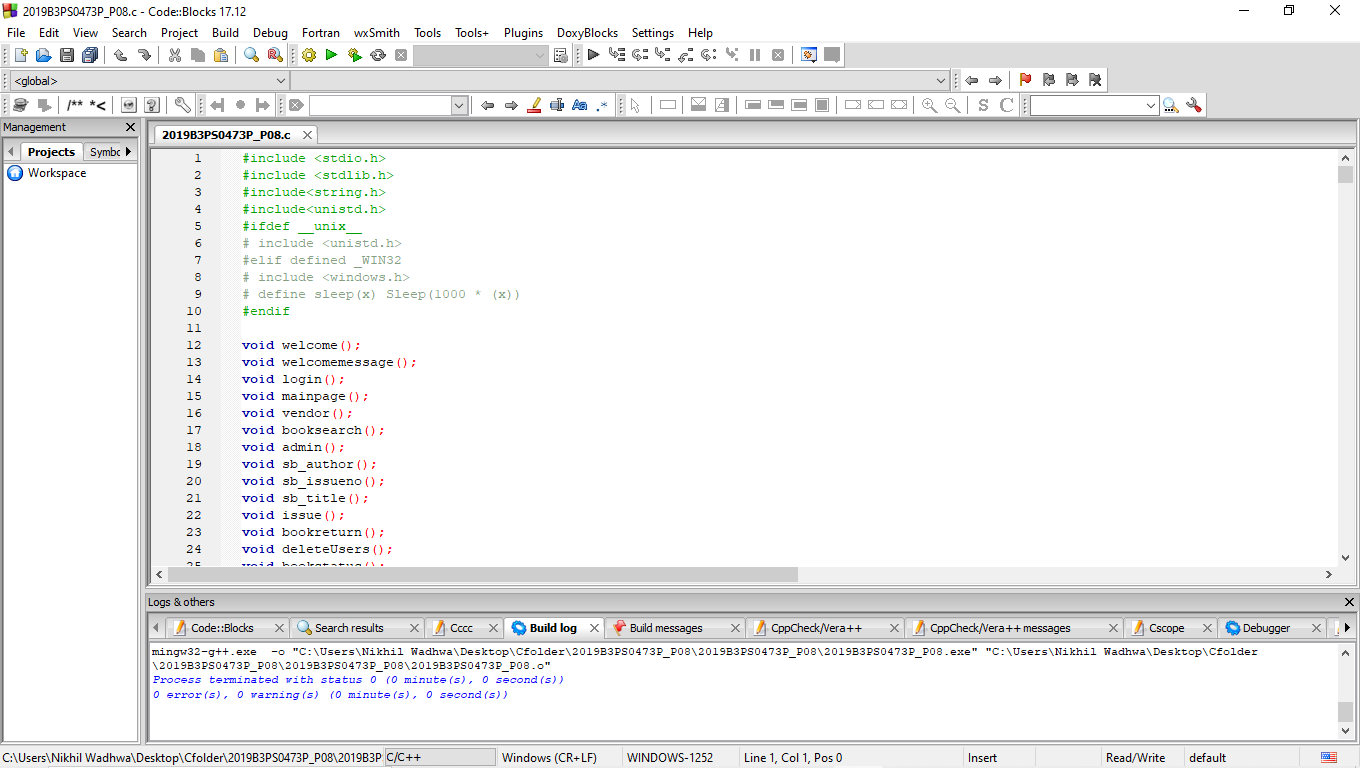 2019B3PS0473P_P08.c - Code::Blocks 17.12
File Edit View Search Project Build Debug Fortran wxSmith Tools Tools+ Plugins DoxyBlocks Settings Help
<global>
/** *<
Aa .*
S C
Management
Projects Symbc
Workspace
2019B3PS0473P_P08.c
1 #include <stdio.h>
2 #include <stdlib.h>
3 #include<string.h>
4 #include<unistd.h>
5 #ifdef __unix__
6 # include <unistd.h>
7 #elif defined _WIN32
8 # include <windows.h>
9 # define sleep(x) Sleep(1000 * (x))
10 #endif
11
12 void welcome();
13 void welcomemessage();
14 void login();
15 void mainpage();
16 void vendor();
17 void booksearch();
18 void admin();
19 void sb_author();
20 void sb_issueno();
21 void sb_title();
22 void issue();
23 void bookreturn();
24 void deleteUsers();
25 void bookstatus();
Logs & others
Code::Blocks Search results Cccc Build log Build messages CppCheck/Vera++ CppCheck/Vera++ messages Cscope Debugger
mingw32-g++.exe  -o "C:\Users\Nikhil Wadhwa\Desktop\Cfolder\2019B3PS0473P_P08\2019B3PS0473P_P08\2019B3PS0473P_P08.exe" "C:\Users\Nikhil Wadhwa\Desktop\Cfolder
\2019B3PS0473P_P08\2019B3PS0473P_P08\2019B3PS0473P_P08.o"
Process terminated with status 0 (0 minute(s), 0 second(s))
0 error(s), 0 warning(s) (0 minute(s), 0 second(s))
C:\Users\Nikhil Wadhwa\Desktop\Cfolder\2019B3PS0473P_P08\2019B3P C/C++ Windows (CR+LF) WINDOWS-1252 Line 1, Col 1, Pos 0 Insert Read/Write default